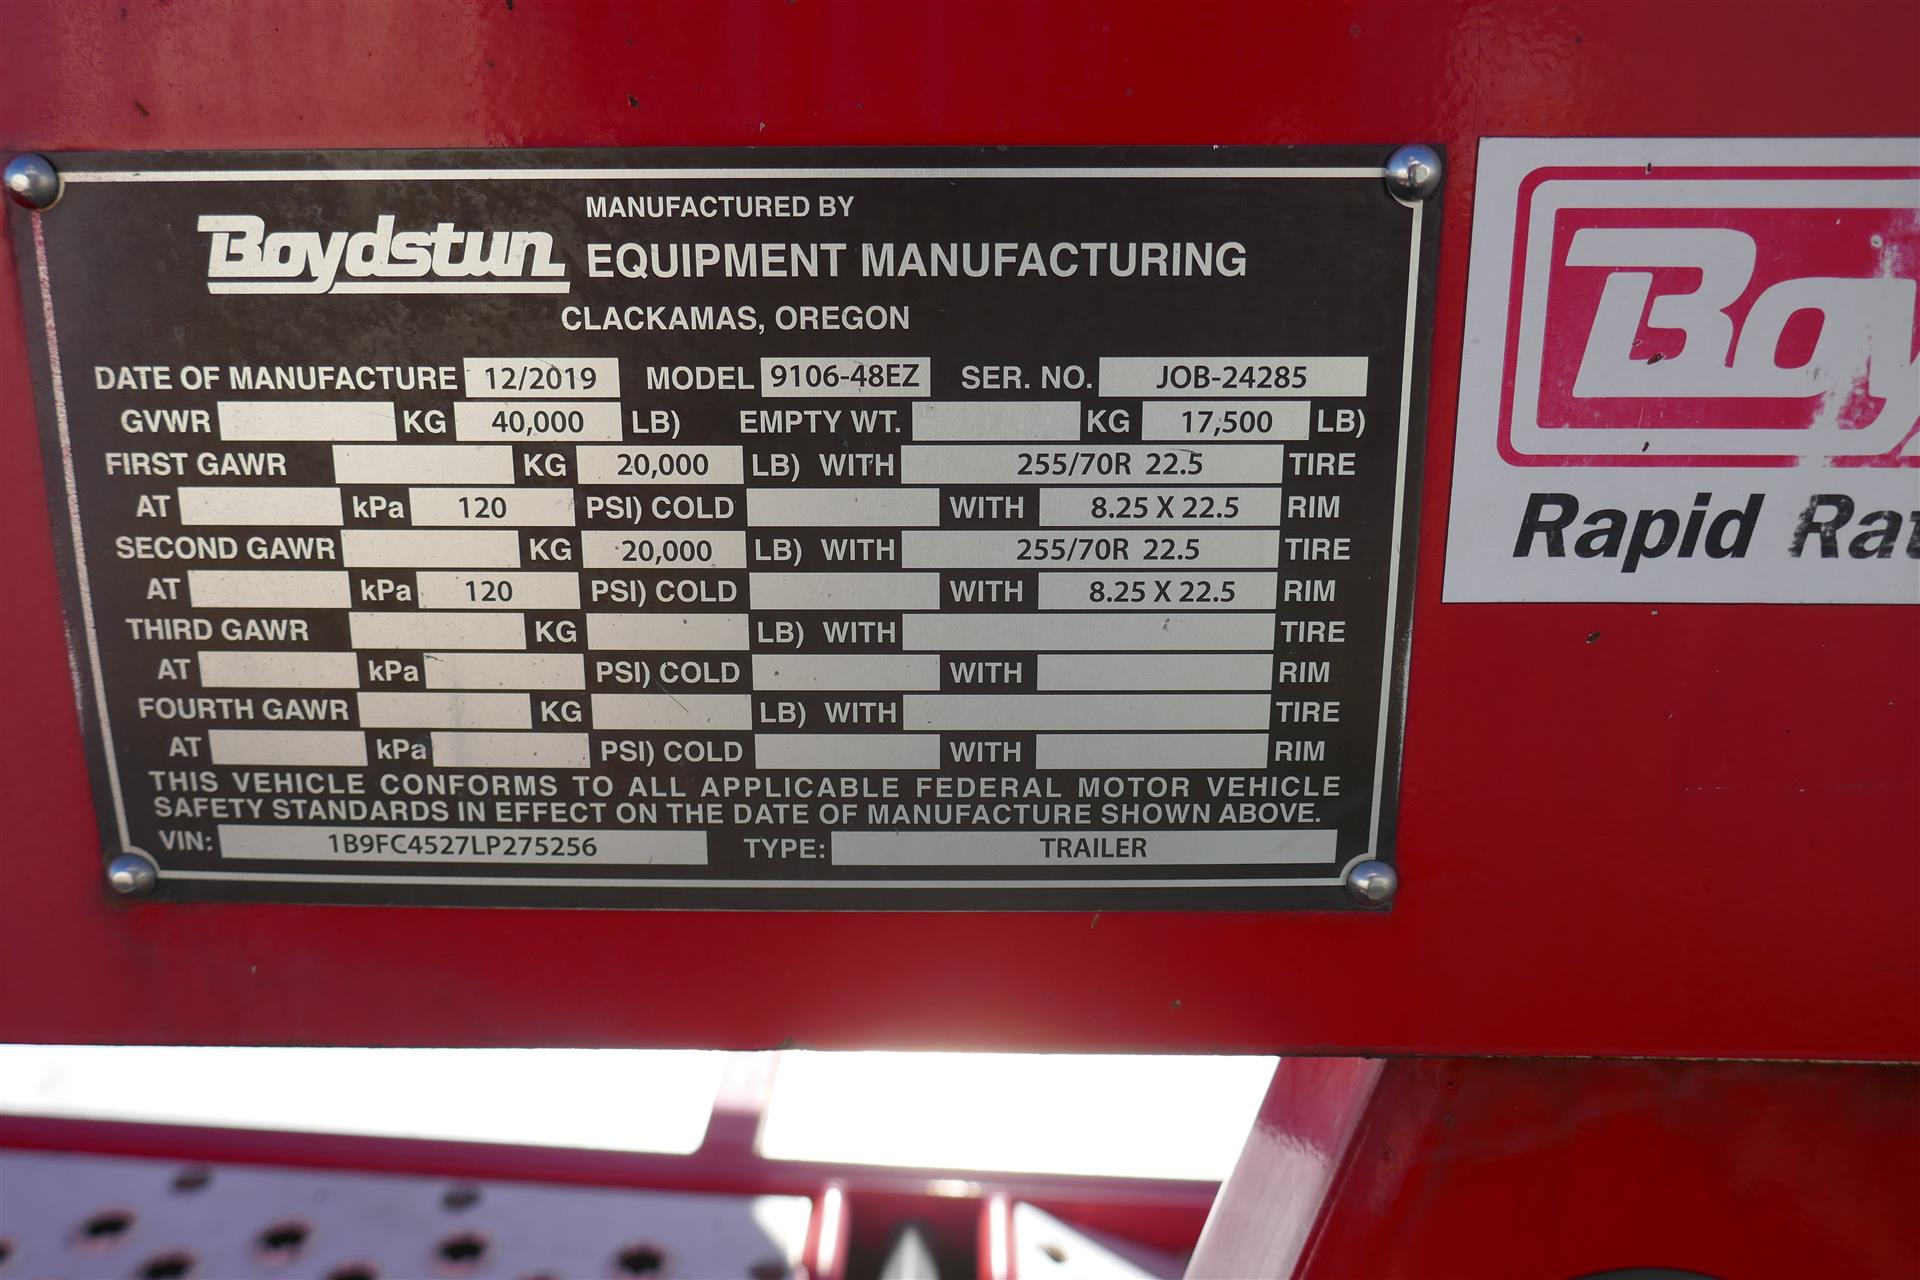 MANUFACTURED BY
Boydstun EQUIPMENT MANUFACTURING
CLACKAMAS, OREGON
DATE OF MANUFACTURE 12/2019 MODEL 9106-48EZ SER. NO. JOB-24285
GVWR KG 40,000 LB) EMPTY WT. KG 17,500 LB)
FIRST GAWR KG 20,000 LB) WITH 255/70R 22.5 TIRE
AT kPa 120 PSI) COLD WITH 8.25 X 22.5 RIM
SECOND GAWR KG 20,000 LB) WITH 255/70R 22.5 TIRE
AT kPa 120 PSI) COLD WITH 8.25 X 22.5 RIM
THIRD GAWR KG LB) WITH TIRE
AT kPa PSI) COLD WITH RIM
FOURTH GAWR KG LB) WITH TIRE
AT kPa PSI) COLD WITH RIM
THIS VEHICLE CONFORMS TO ALL APPLICABLE FEDERAL MOTOR VEHICLE
SAFETY STANDARDS IN EFFECT ON THE DATE OF MANUFACTURE SHOWN ABOVE.
VIN: 1B9FC4527LP275256 TYPE: TRAILER
Boy
Rapid Rat